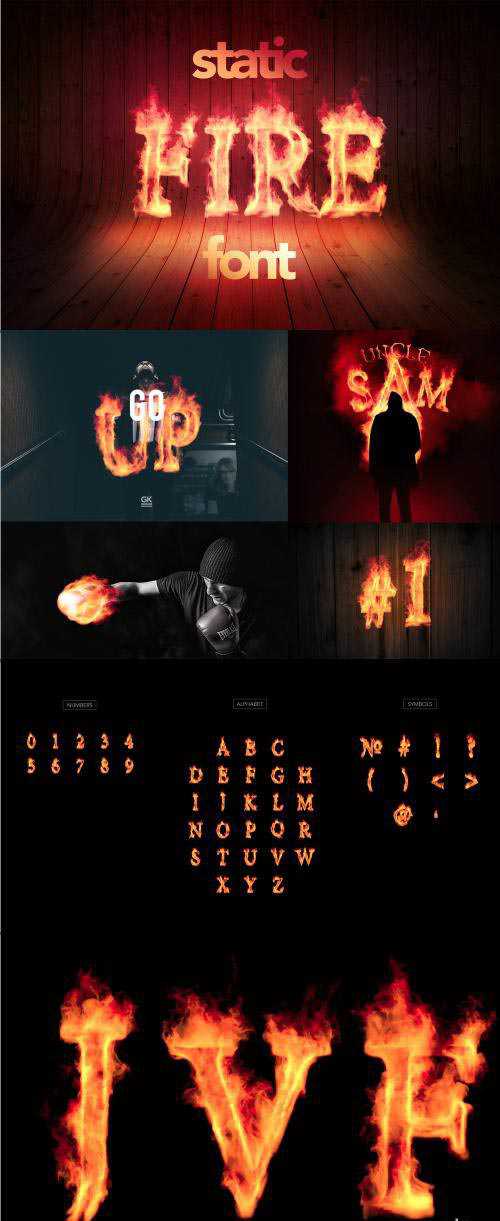 static
FIRE
font
GO
UP
GK
UNCLE
SAM
#1
NUMBERS
ALPHABET
SYMBOLS
0 1 2 3 4
5 6 7 8 9
A B C
D E F G H
I J K L M
N O P Q R
S T U V W
X Y Z
№ # ! ?
( ) < >
@ .
I V F